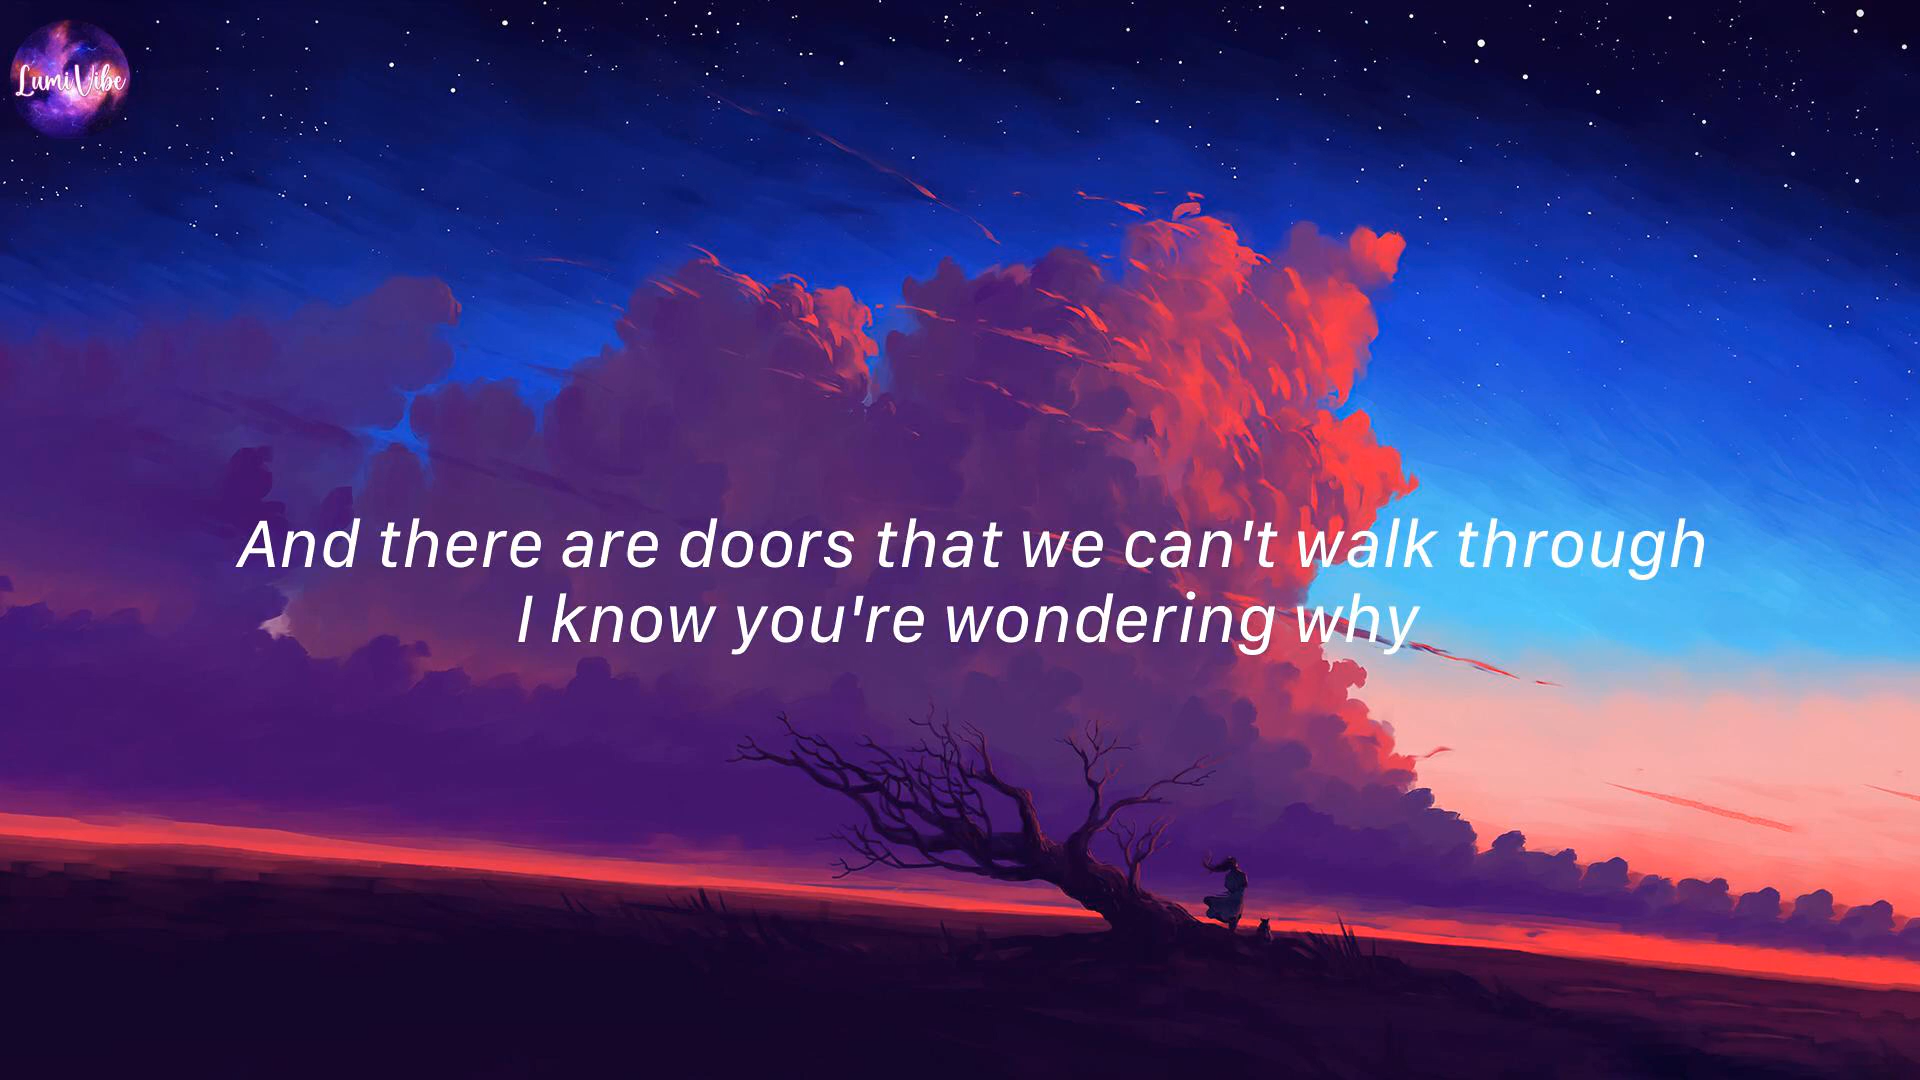 LumiVibe
And there are doors that we can't walk through
I know you're wondering why